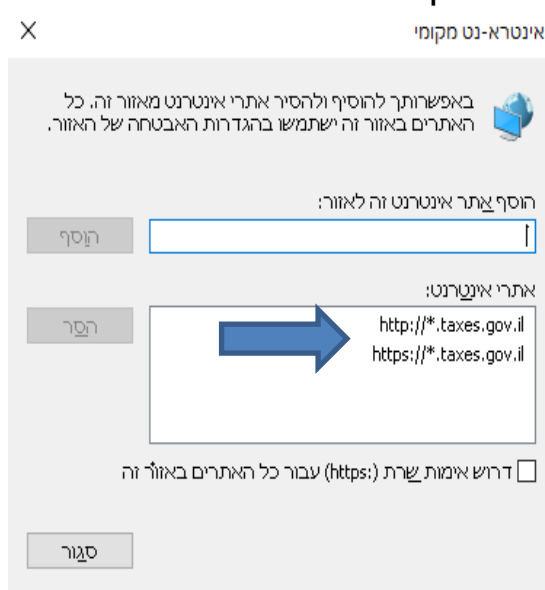 אינטרא-נט מקומי
באפשרותך להוסיף ולהסיר אתרי אינטרנט מאזור זה. כל
האתרים באזור זה ישתמשו בהגדרות האבטחה של האזור.
הוסף אתר אינטרנט זה לאזור:
הוסף
אתרי אינטרנט:
http://*.taxes.gov.il
https://*.taxes.gov.il
הסר
דרוש אימות שרת (https:) עבור כל האתרים באזור זה
סגור